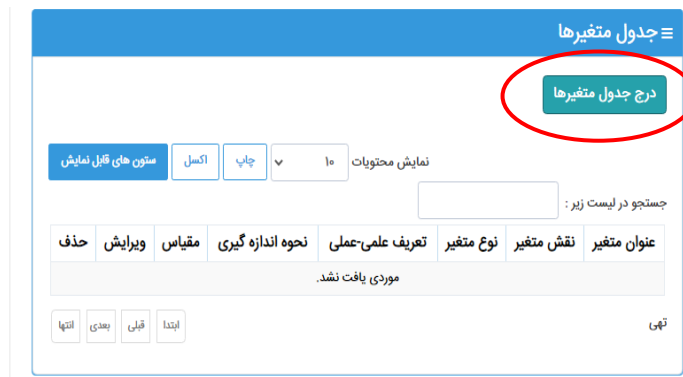 جدول متغیرها
درج جدول متغیرها
نمایش محتویات ۱۰ چاپ اکسل ستون های قابل نمایش
جستجو در لیست زیر :
عنوان متغیر نقش متغیر نوع متغیر تعریف علمی-عملی نحوه اندازه گیری مقیاس ویرایش حذف
موردی یافت نشد.
تهی ابتدا قبلی بعدی انتها